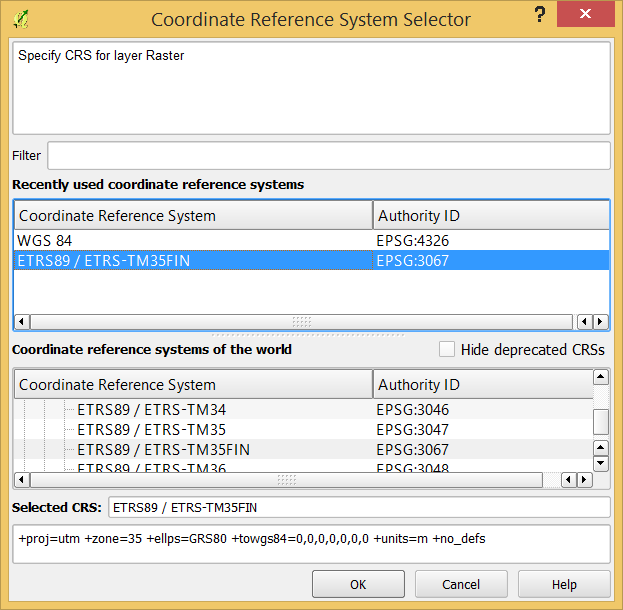 Coordinate Reference System Selector ?
Specify CRS for layer Raster
Filter
Recently used coordinate reference systems
Coordinate Reference System Authority ID
WGS 84 EPSG:4326
ETRS89 / ETRS-TM35FIN EPSG:3067
Coordinate reference systems of the world Hide deprecated CRSs
Coordinate Reference System Authority ID
ETRS89 / ETRS-TM34 EPSG:3046
ETRS89 / ETRS-TM35 EPSG:3047
ETRS89 / ETRS-TM35FIN EPSG:3067
ETRS89 / ETRS-TM36 EPSG:3048
Selected CRS: ETRS89 / ETRS-TM35FIN
+proj=utm +zone=35 +ellps=GRS80 +towgs84=0,0,0,0,0,0,0 +units=m +no_defs
OK Cancel Help